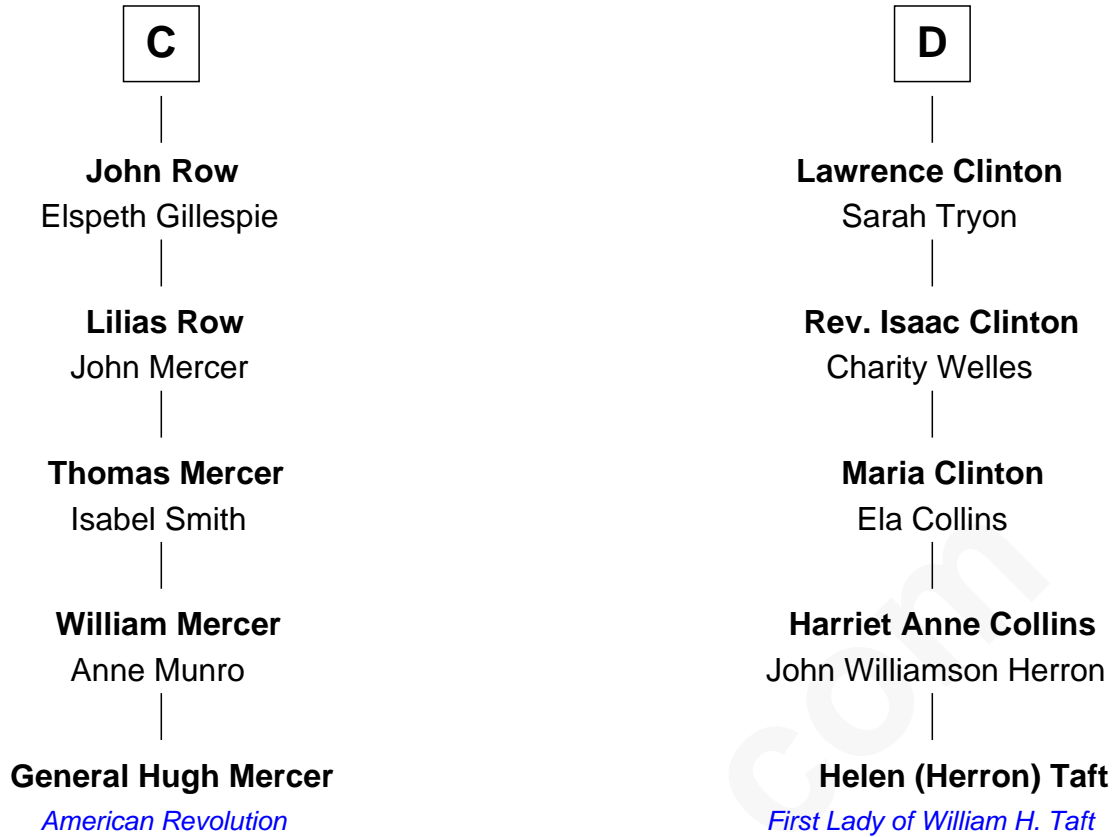 C
John Row
Elspeth Gillespie
Lilias Row
John Mercer
Thomas Mercer
Isabel Smith
William Mercer
Anne Munro
General Hugh Mercer
American Revolution
D
Lawrence Clinton
Sarah Tryon
Rev. Isaac Clinton
Charity Welles
Maria Clinton
Ela Collins
Harriet Anne Collins
John Williamson Herron
Helen (Herron) Taft
First Lady of William H. Taft
com